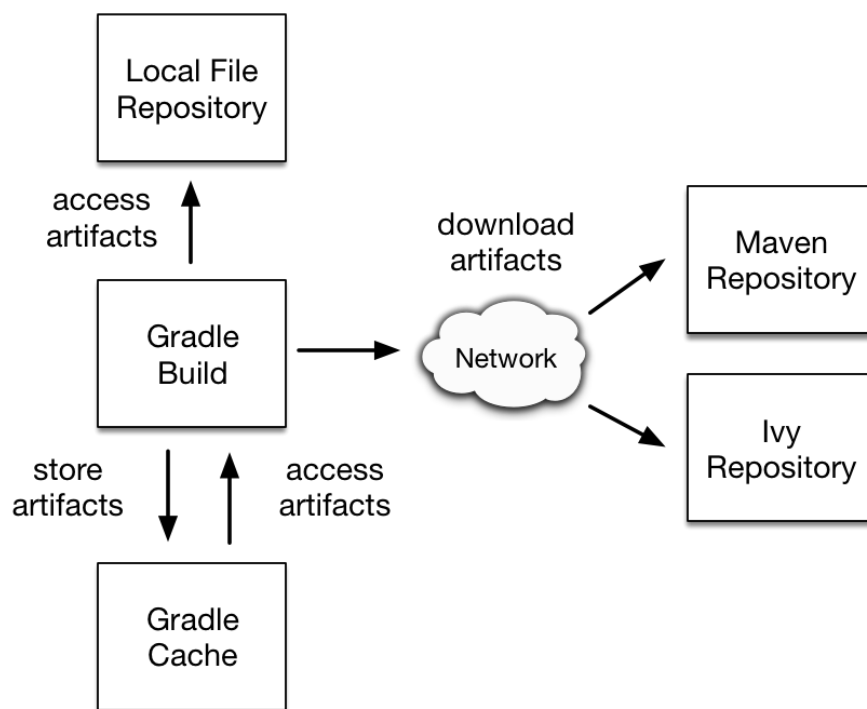 Local File
Repository
access
artifacts
download
artifacts
Maven
Repository
Gradle
Build
Network
Ivy
Repository
store
artifacts
access
artifacts
Gradle
Cache